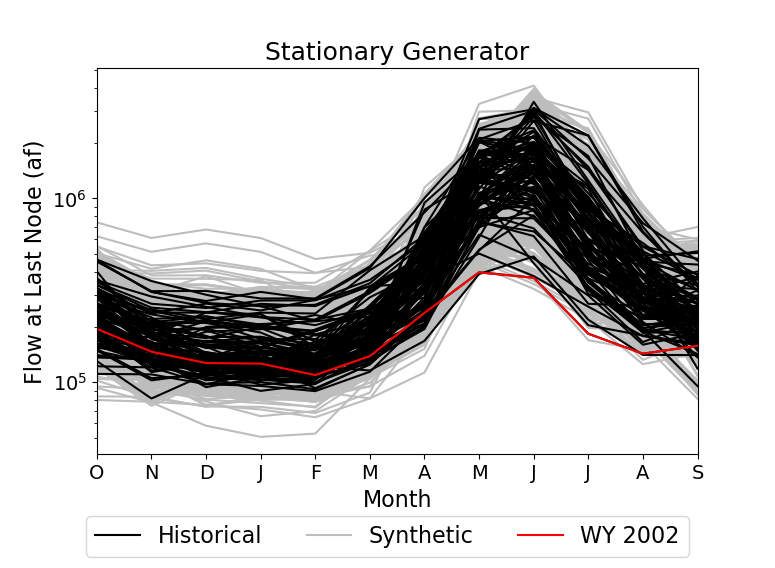 Stationary Generator
Flow at Last Node (af)
10^6
10^5
O N D J F M A M J J A S
Month
Historical Synthetic WY 2002